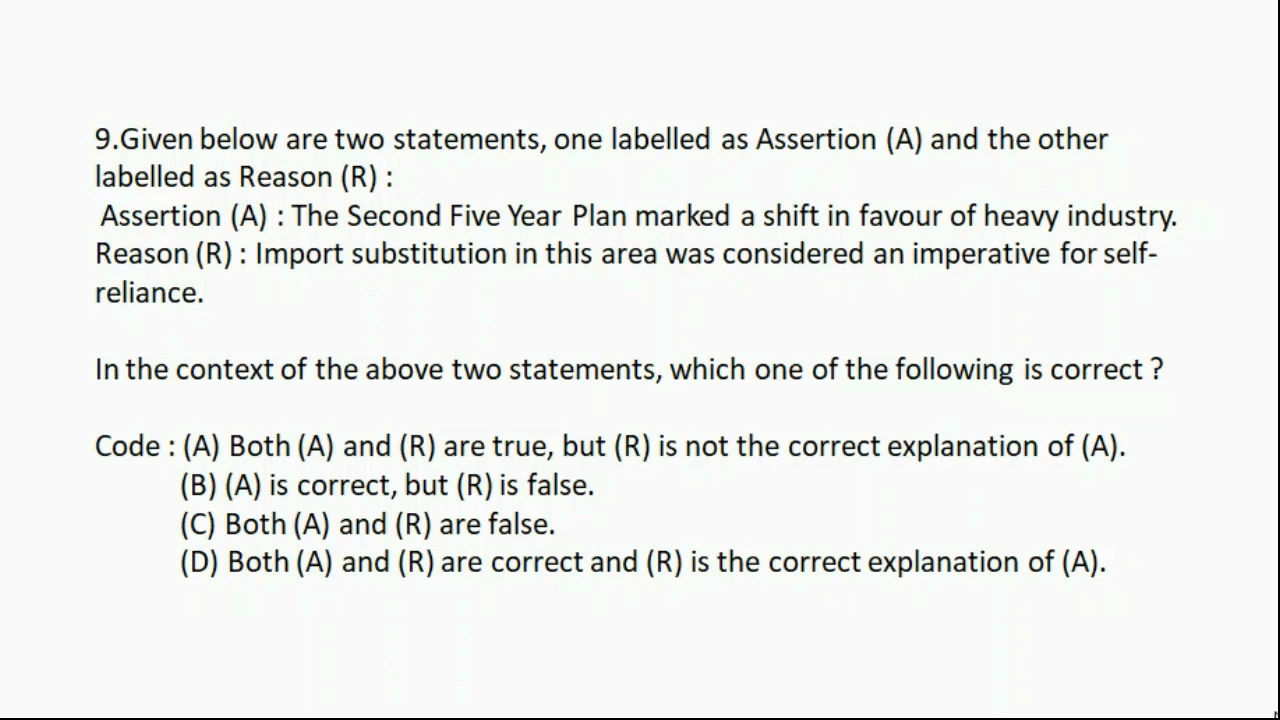 9.Given below are two statements, one labelled as Assertion (A) and the other
labelled as Reason (R) :
Assertion (A) : The Second Five Year Plan marked a shift in favour of heavy industry.
Reason (R) : Import substitution in this area was considered an imperative for self-
reliance.
In the context of the above two statements, which one of the following is correct ?
Code : (A) Both (A) and (R) are true, but (R) is not the correct explanation of (A).
(B) (A) is correct, but (R) is false.
(C) Both (A) and (R) are false.
(D) Both (A) and (R) are correct and (R) is the correct explanation of (A).